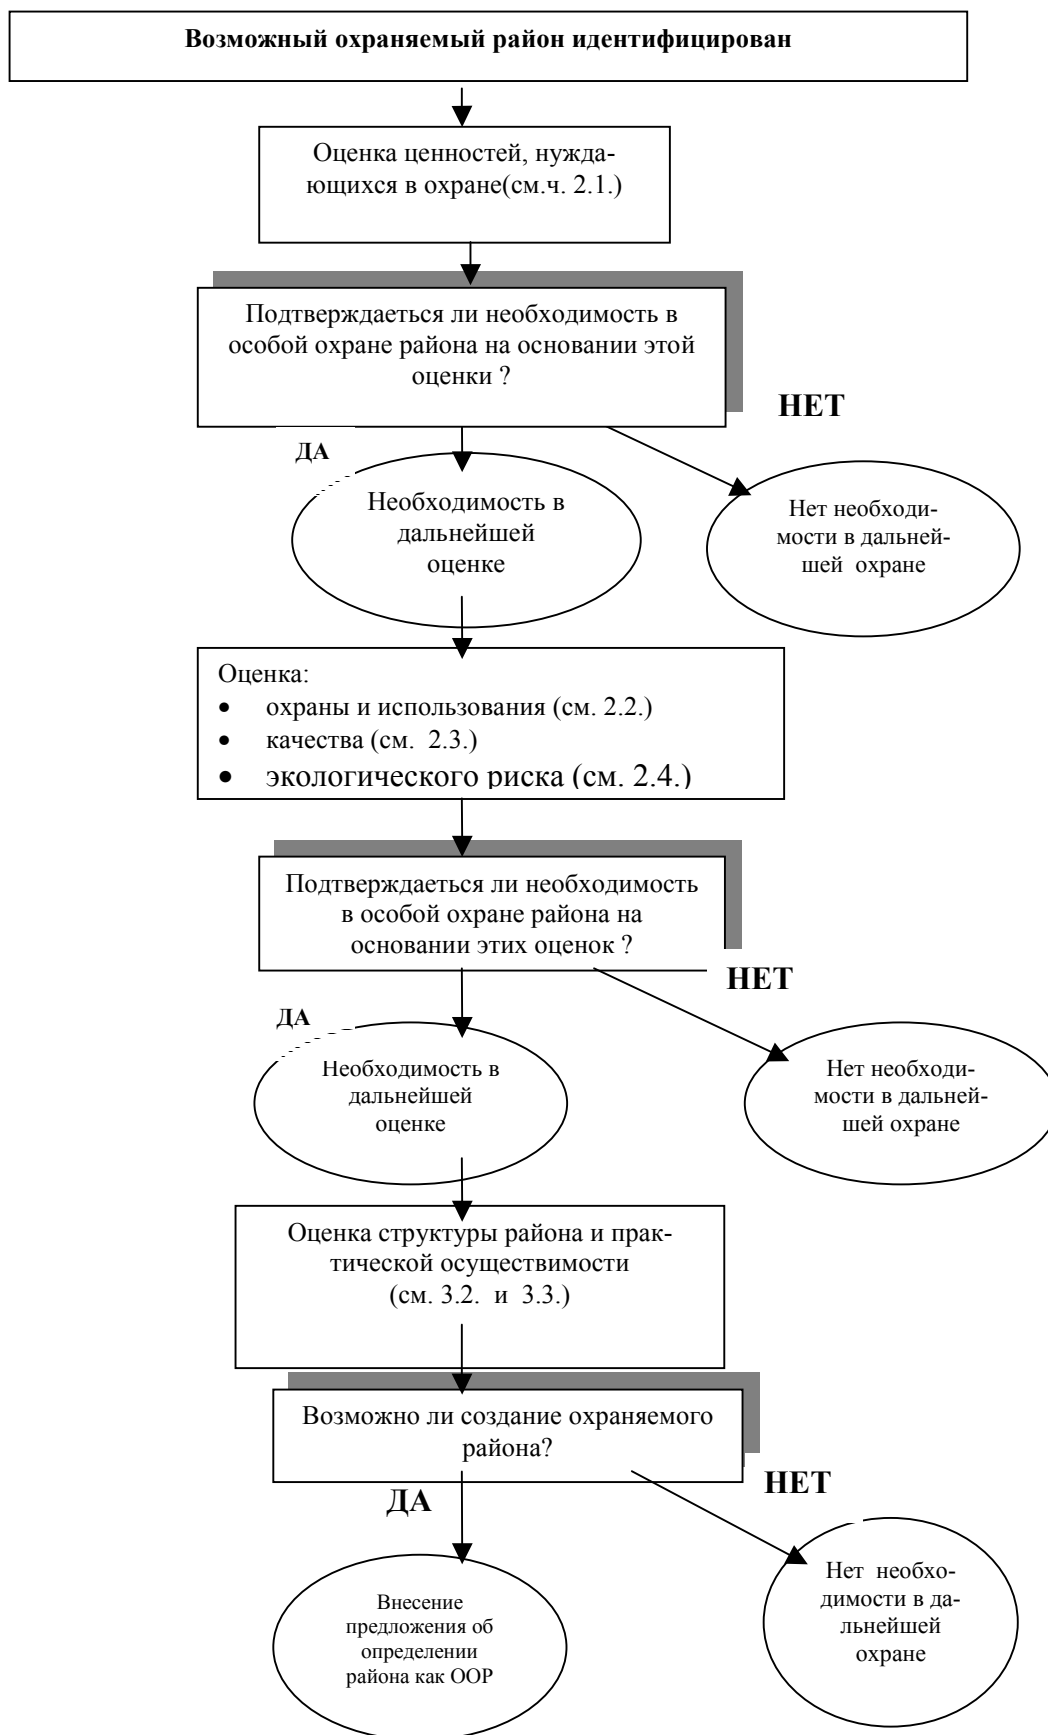 Возможный охраняемый район идентифицирован
Оценка ценностей, нужда-
ющихся в охране(см.ч. 2.1.)
Подтверждаеться ли необходимость в
особой охране района на основании этой
оценки ?
НЕТ
ДА
Необходимость в
дальнейшей
оценке
Нет необходи-
мости в дальней-
шей охране
Оценка:
• охраны и использования (см. 2.2.)
• качества (см. 2.3.)
• экологического риска (см. 2.4.)
Подтверждаеться ли необходимость
в особой охране района на
основании этих оценок ?
НЕТ
ДА
Необходимость в
дальнейшей
оценке
Нет необходи-
мости в дальней-
шей охране
Оценка структуры района и прак-
тической осуществимости
(см. 3.2. и 3.3.)
Возможно ли создание охраняемого
района?
НЕТ
ДА
Внесение
предложения об
определении
района как ООР
Нет необхо-
димости в да-
льнейшей
охране